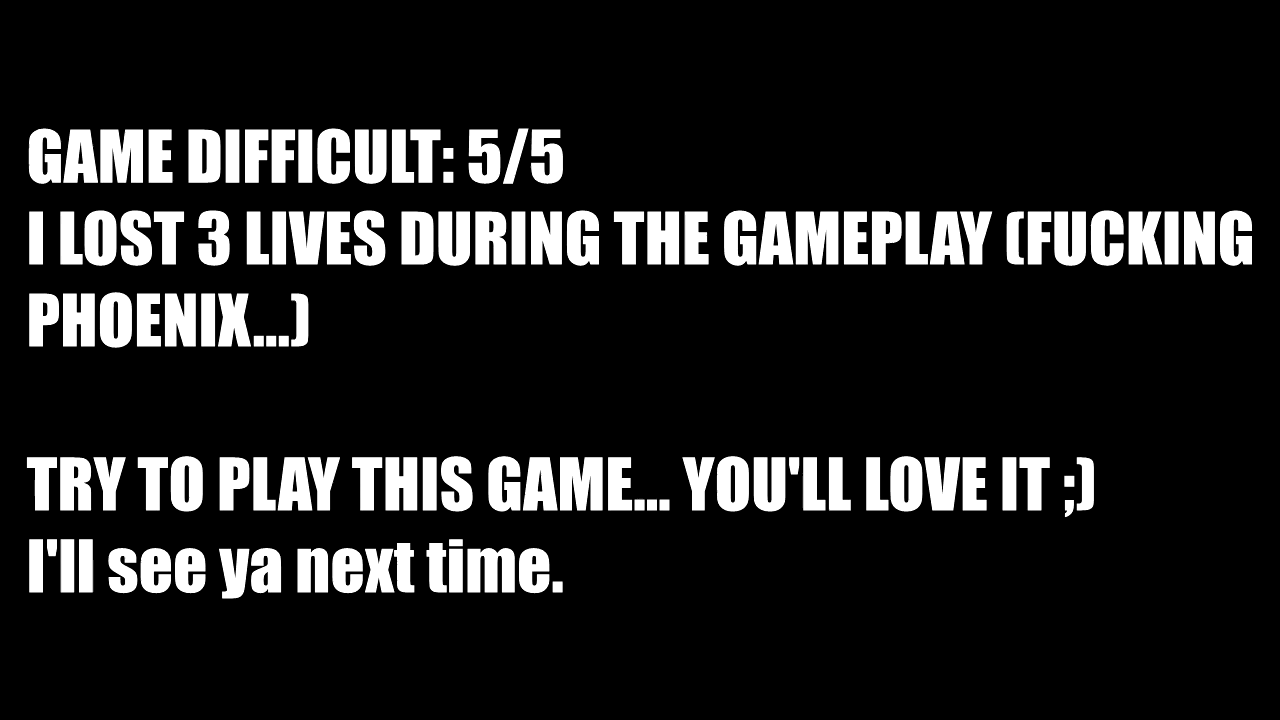 GAME DIFFICULT: 5/5
I LOST 3 LIVES DURING THE GAMEPLAY (FUCKING
PHOENIX...)
TRY TO PLAY THIS GAME... YOU'LL LOVE IT ;)
I'll see ya next time.